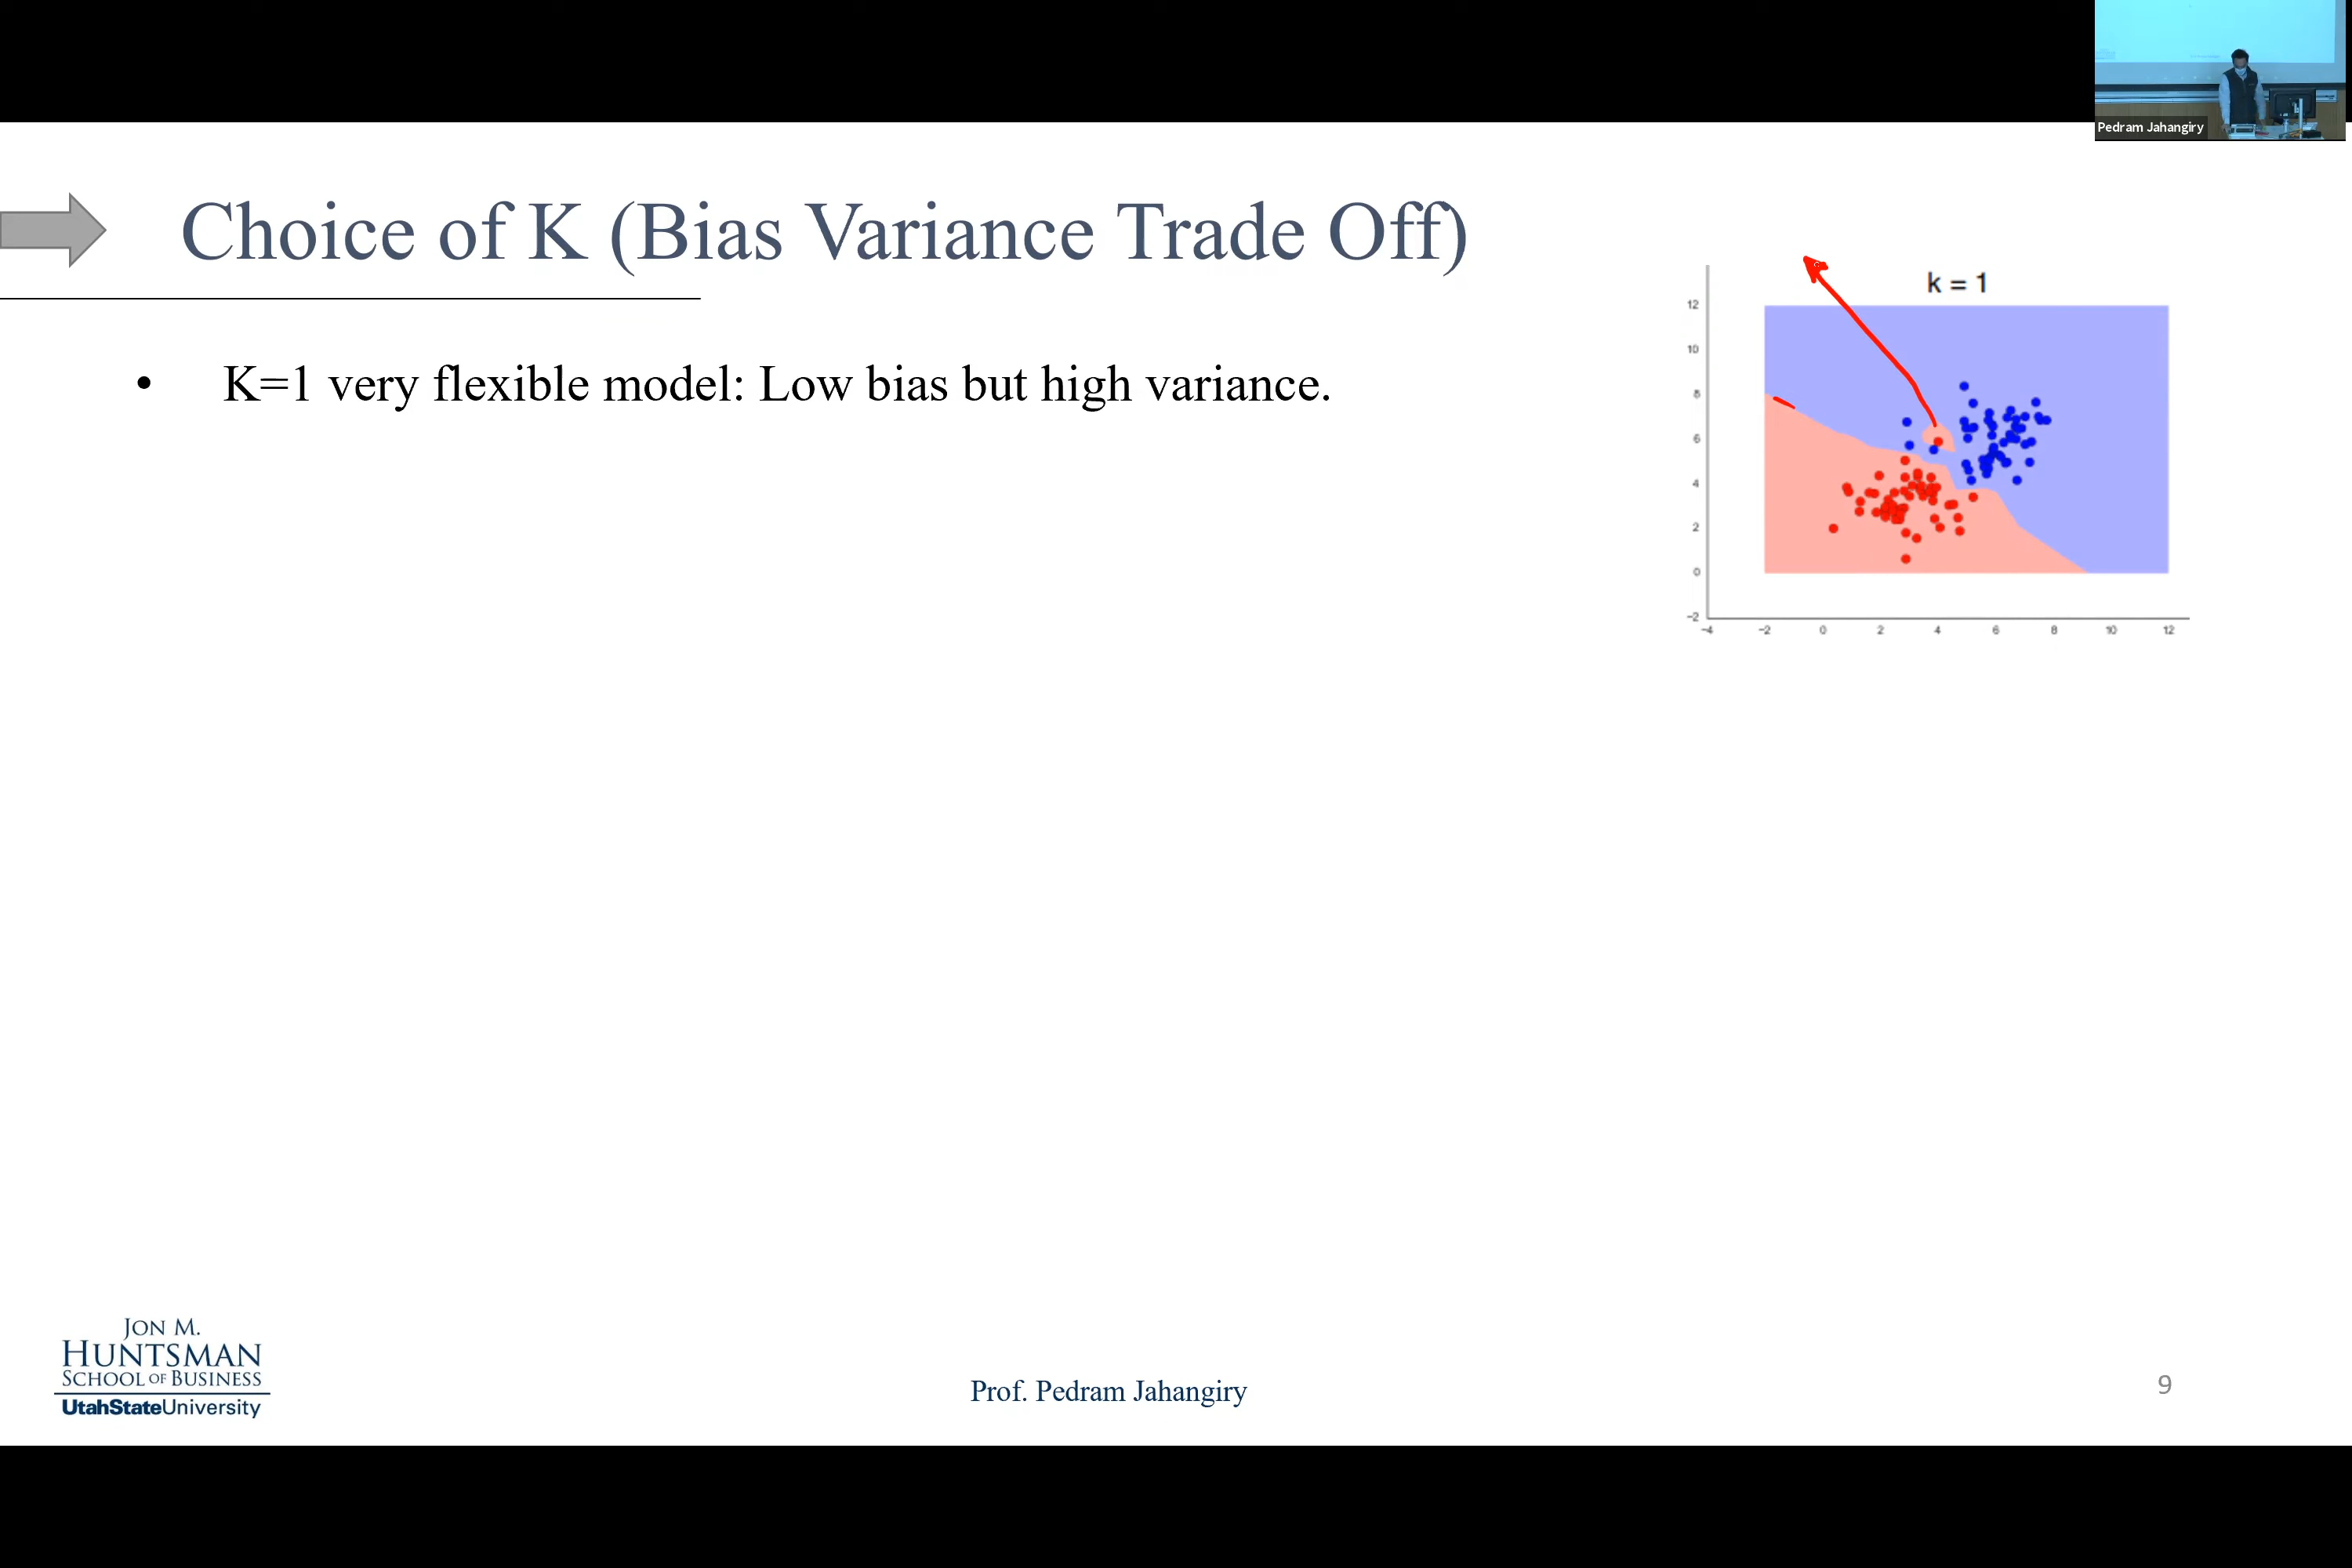 Pedram Jahangiry
Choice of K (Bias Variance Trade Off)
• K=1 very flexible model: Low bias but high variance.
k = 1
12
10
8
6
4
2
0
-2
-4 -2 0 2 4 6 8 10 12
JON M.
HUNTSMAN
SCHOOL OF BUSINESS
UtahStateUniversity
Prof. Pedram Jahangiry
9